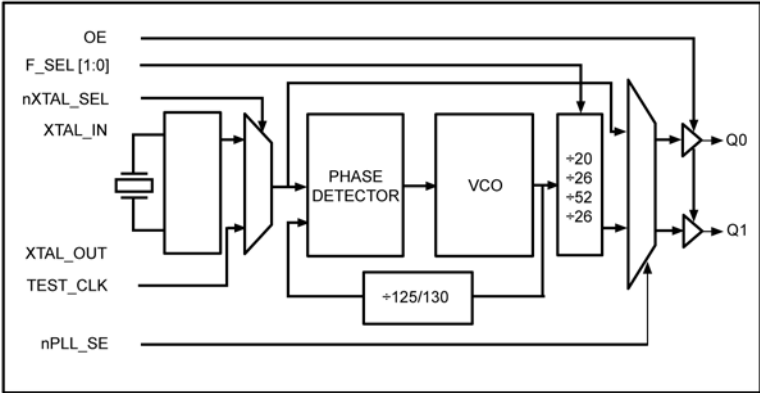 OE
F_SEL [1:0]
nXTAL_SEL
XTAL_IN
XTAL_OUT
TEST_CLK
nPLL_SE
PHASE
DETECTOR
VCO
÷125/130
÷20
÷26
÷52
÷26
Q0
Q1